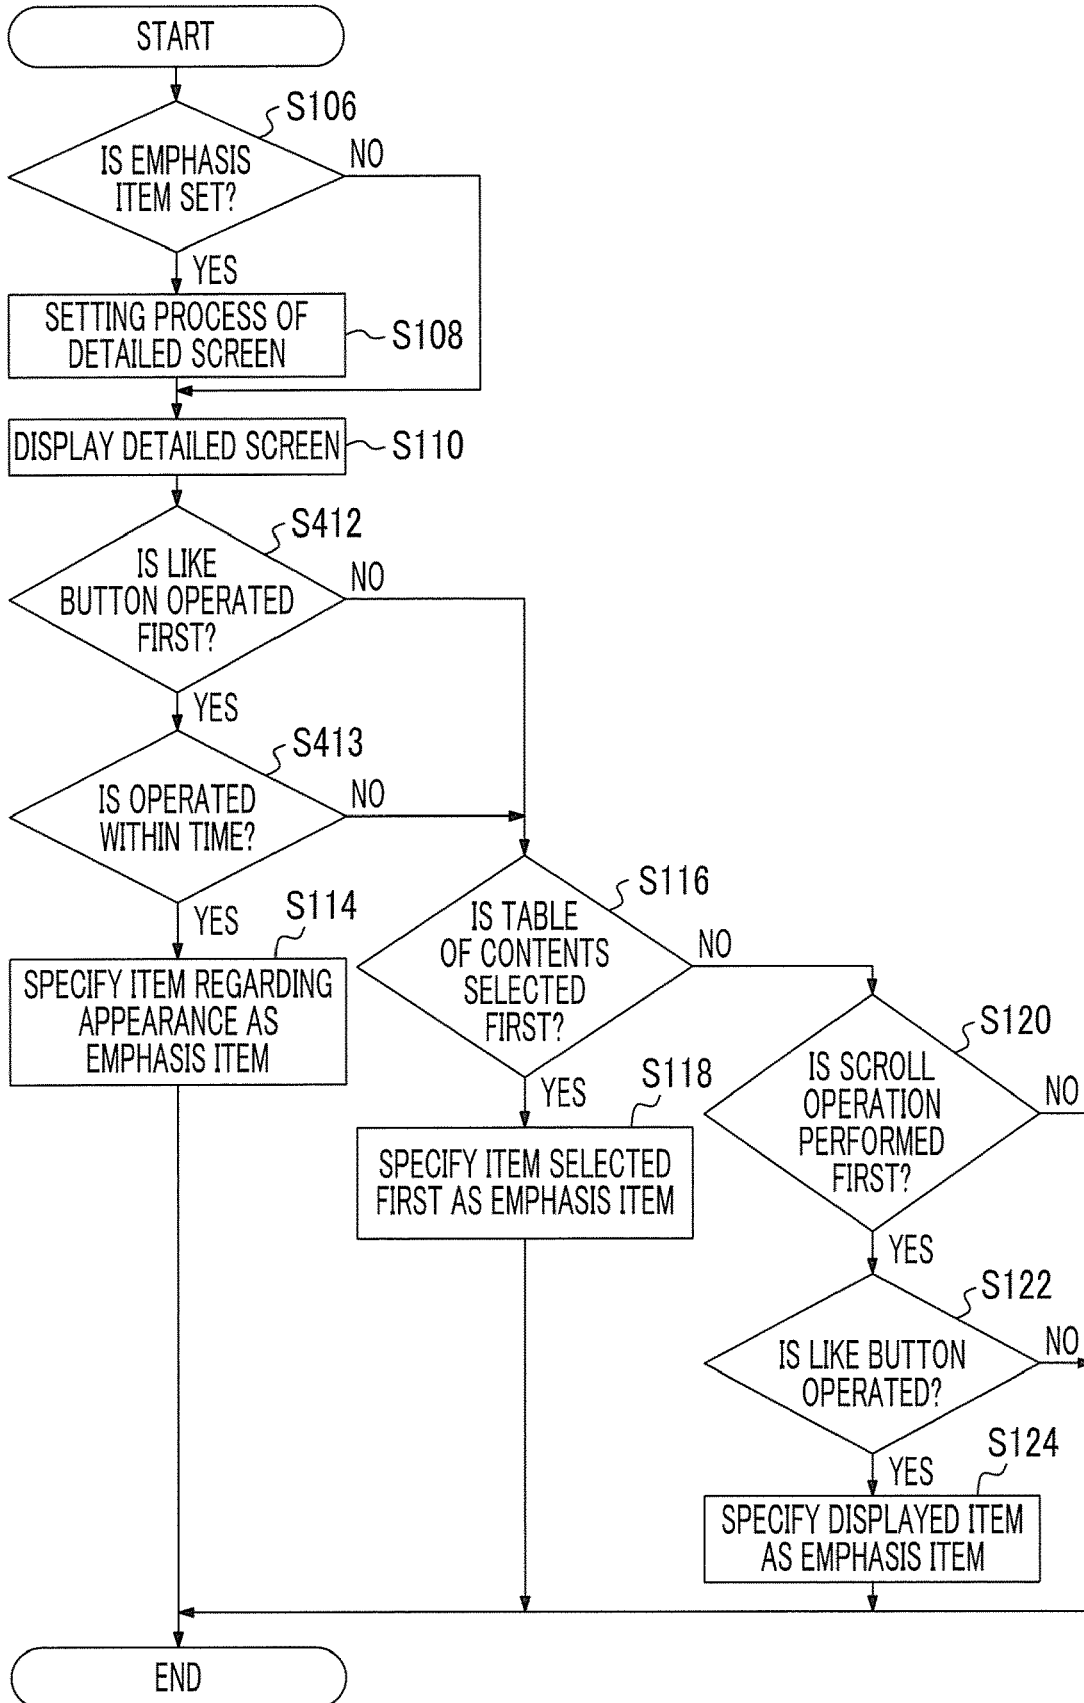 START
S106
IS EMPHASIS
ITEM SET?
NO
YES
SETTING PROCESS OF
DETAILED SCREEN
S108
DISPLAY DETAILED SCREEN
S110
S412
IS LIKE
BUTTON OPERATED
FIRST?
NO
YES
S413
IS OPERATED
WITHIN TIME?
NO
YES
S114
SPECIFY ITEM REGARDING
APPEARANCE AS
EMPHASIS ITEM
S116
IS TABLE
OF CONTENTS
SELECTED
FIRST?
NO
YES
S118
SPECIFY ITEM SELECTED
FIRST AS EMPHASIS ITEM
S120
IS SCROLL
OPERATION
PERFORMED
FIRST?
NO
YES
S122
IS LIKE BUTTON
OPERATED?
NO
YES
S124
SPECIFY DISPLAYED ITEM
AS EMPHASIS ITEM
END